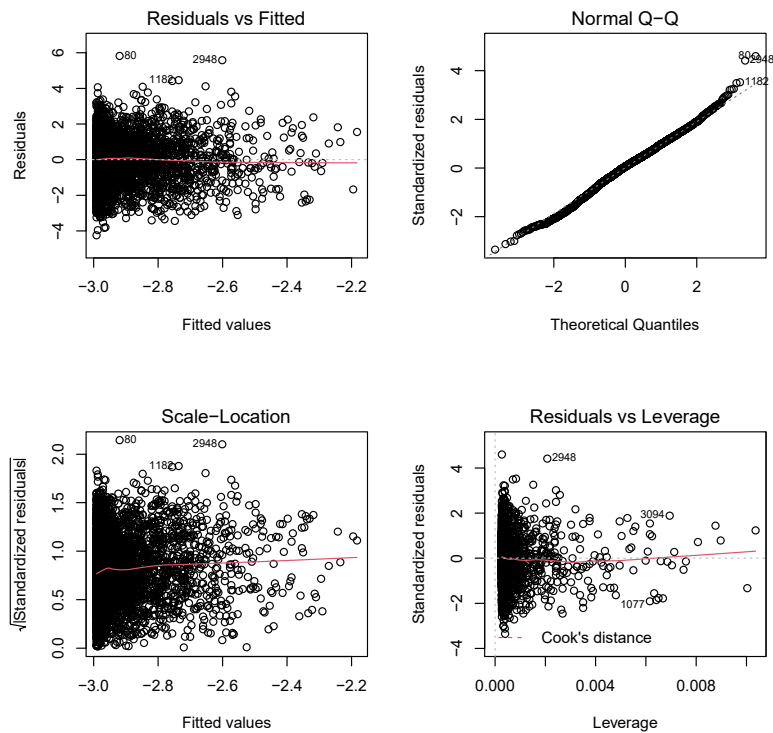 Residuals vs Fitted
Residuals
6
4
2
0
−2
−4
80
2948
1182
−3.0 −2.8 −2.6 −2.4 −2.2
Fitted values
Normal Q−Q
Standardized residuals
4
2
0
−2
80
2948
1182
−2 0 2
Theoretical Quantiles
Scale−Location
√|Standardized residuals|
2.0
1.5
1.0
0.5
0.0
80
2948
1182
−3.0 −2.8 −2.6 −2.4 −2.2
Fitted values
Residuals vs Leverage
Standardized residuals
4
2
0
−2
−4
2948
3094
1077
Cook's distance
0.000 0.004 0.008
Leverage